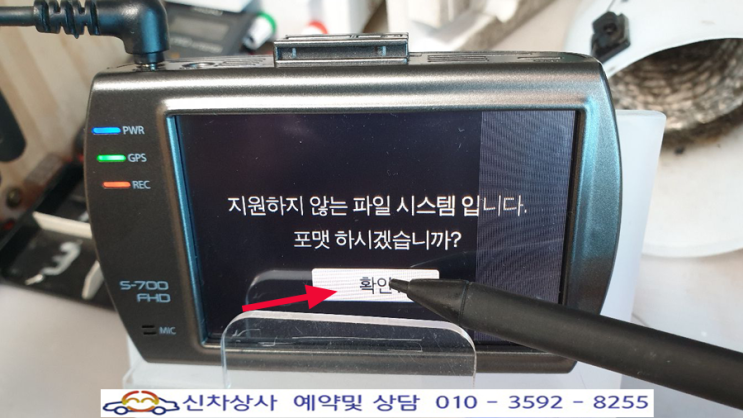 PWR
GPS
REC
지원하지 않는 파일 시스템 입니다.
포맷 하시겠습니까?
확인
S-700
FHD
MIC
신차상사 예약및 상담 010 - 3592 - 8255